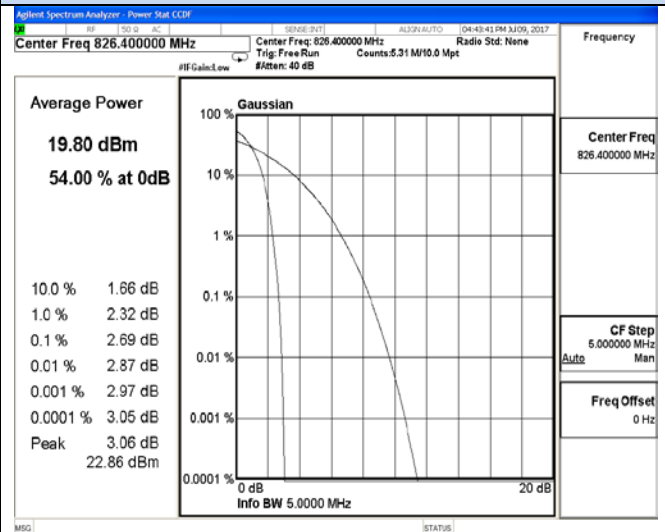 Agilent Spectrum Analyzer - Power Stat CCDF
RF 50 Ω AC SENSE:INT ALIGN AUTO 04:43:41 PM Jul 09, 2017
Center Freq 826.400000 MHz
Center Freq: 826.400000 MHz Radio Std: None
Trig: Free Run Counts:5.31 M/10.0 Mpt
#IFGain:Low #Atten: 40 dB
Frequency
Average Power
19.80 dBm
54.00 % at 0dB
10.0 % 1.66 dB
1.0 % 2.32 dB
0.1 % 2.69 dB
0.01 % 2.87 dB
0.001 % 2.97 dB
0.0001 % 3.05 dB
Peak 3.06 dB
22.86 dBm
Gaussian
100 %
10 %
1 %
0.1 %
0.01 %
0.001 %
0.0001 %
0 dB 20 dB
Info BW 5.0000 MHz
Center Freq
826.400000 MHz
CF Step
5.000000 MHz
Auto Man
Freq Offset
0 Hz
MSG STATUS